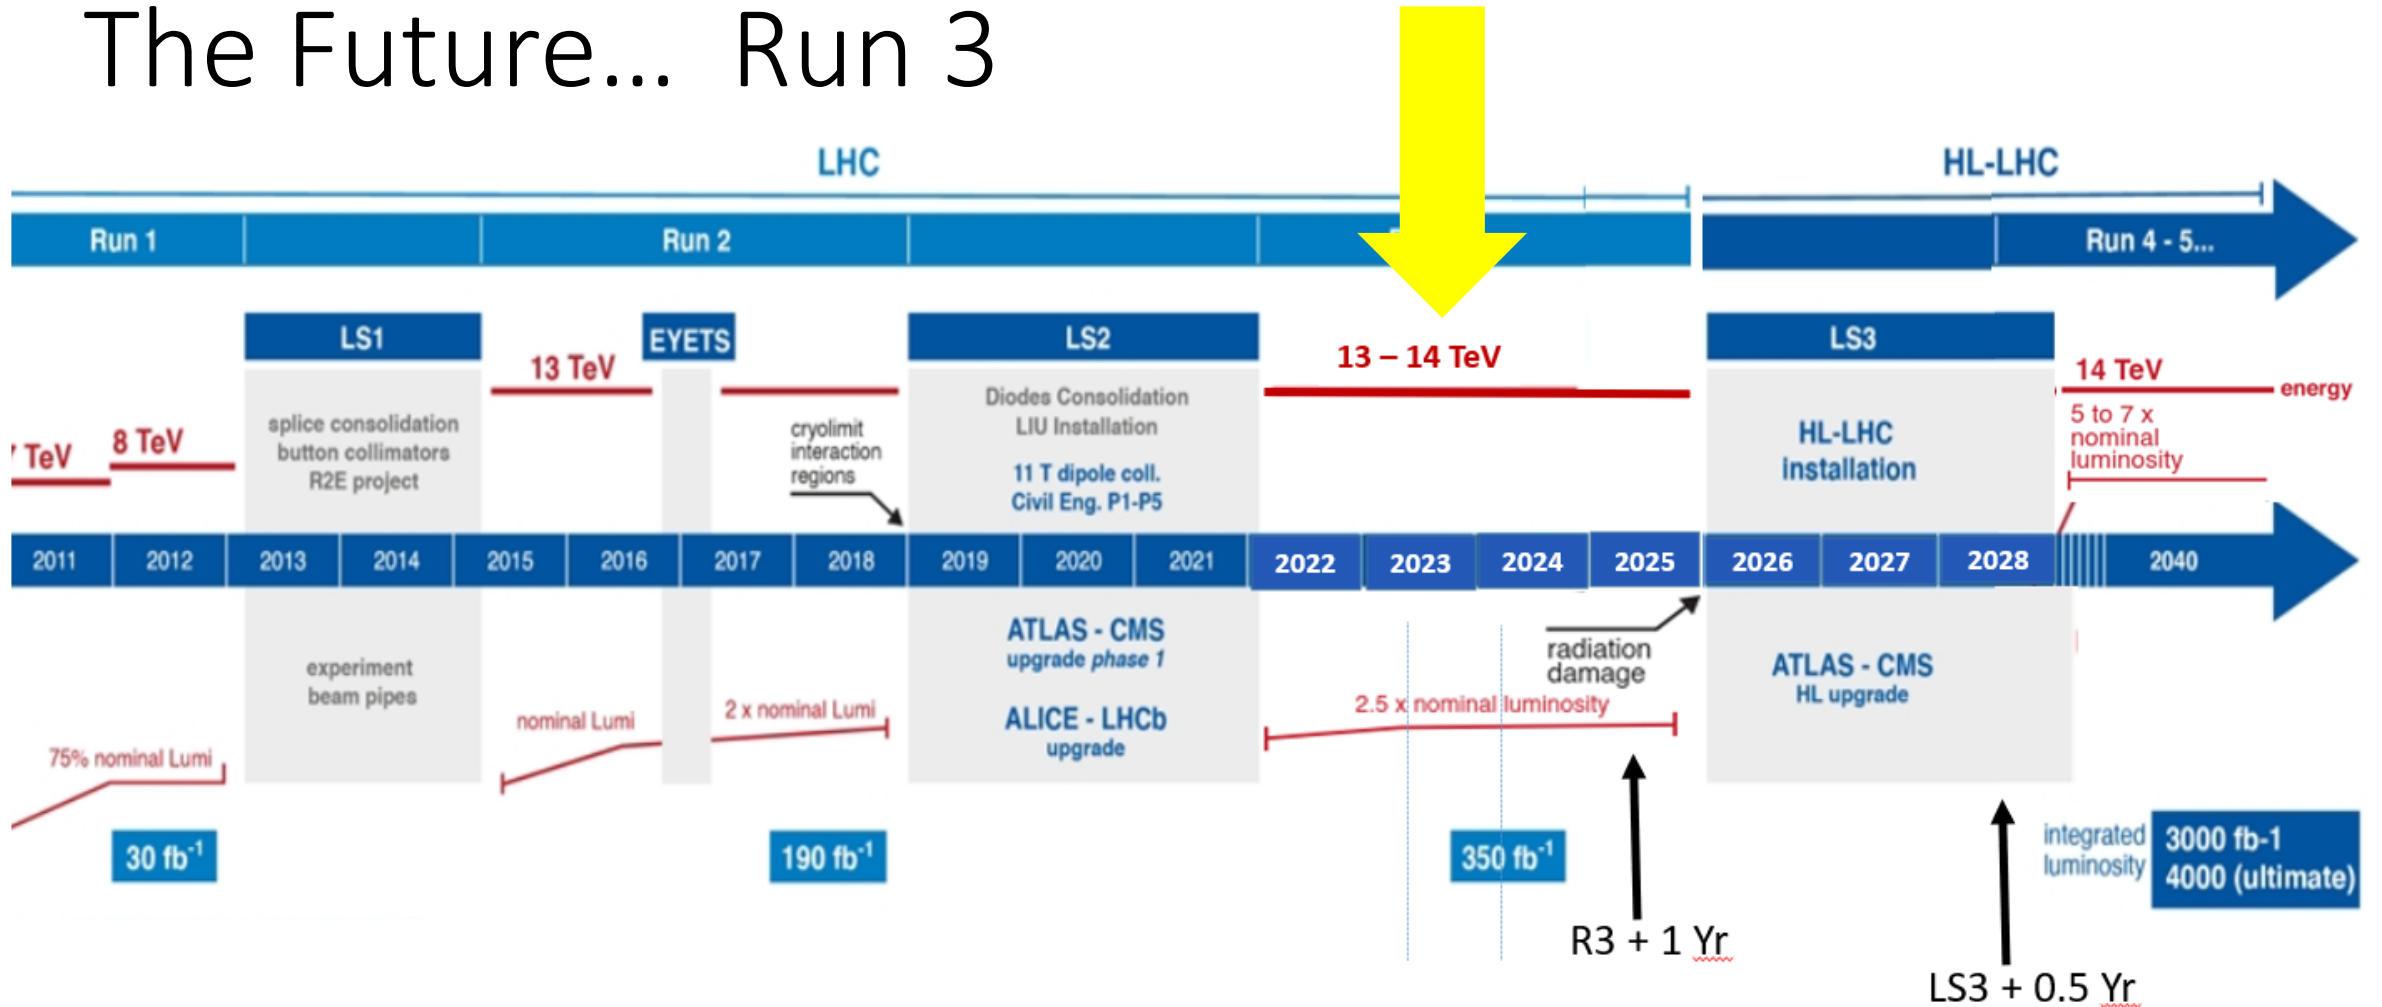 The Future... Run 3
LHC
HL-LHC
Run 1
Run 2
Run 4 - 5...
LS1
EYETS
LS2
LS3
13 TeV
13 – 14 TeV
14 TeV
energy
TeV
8 TeV
splice consolidation
button collimators
R2E project
cryolimit
interaction
regions
Diodes Consolidation
LIU Installation
11 T dipole coll.
Civil Eng. P1-P5
HL-LHC
installation
5 to 7 x
nominal
luminosity
2011
2012
2013
2014
2015
2016
2017
2018
2019
2020
2021
2022
2023
2024
2025
2026
2027
2028
2040
experiment
beam pipes
ATLAS - CMS
upgrade phase 1
ALICE - LHCb
upgrade
radiation
damage
ATLAS - CMS
HL upgrade
75% nominal Lumi
nominal Lumi
2 x nominal Lumi
2.5 x nominal luminosity
30 fb⁻¹
190 fb⁻¹
350 fb⁻¹
integrated
luminosity
3000 fb-1
4000 (ultimate)
R3 + 1 Yr
LS3 + 0.5 Yr